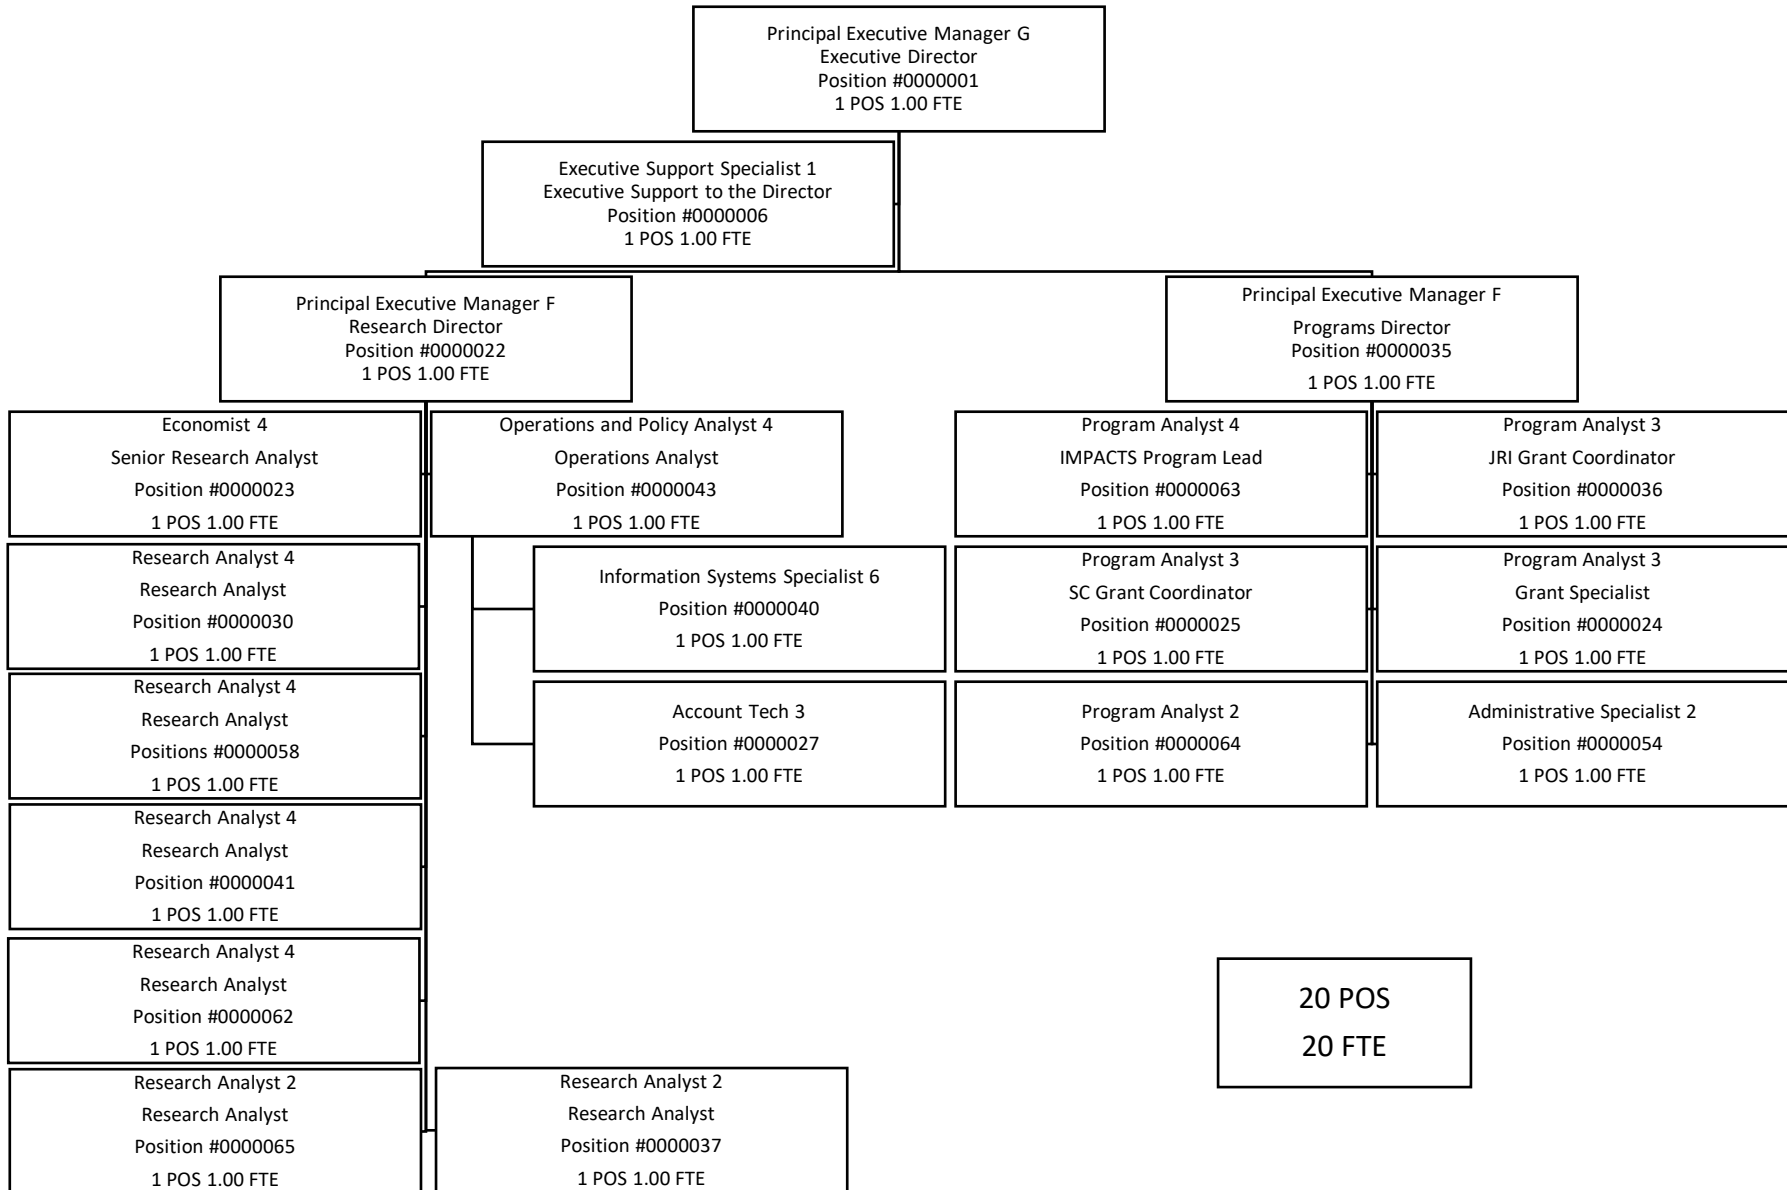 Principal Executive Manager G
Executive Director
Position #0000001
1 POS 1.00 FTE
Executive Support Specialist 1
Executive Support to the Director
Position #0000006
1 POS 1.00 FTE
Principal Executive Manager F
Research Director
Position #0000022
1 POS 1.00 FTE
Principal Executive Manager F
Programs Director
Position #0000035
1 POS 1.00 FTE
Economist 4
Senior Research Analyst
Position #0000023
1 POS 1.00 FTE
Operations and Policy Analyst 4
Operations Analyst
Position #0000043
1 POS 1.00 FTE
Program Analyst 4
IMPACTS Program Lead
Position #0000063
1 POS 1.00 FTE
Program Analyst 3
JRI Grant Coordinator
Position #0000036
1 POS 1.00 FTE
Research Analyst 4
Research Analyst
Position #0000030
1 POS 1.00 FTE
Information Systems Specialist 6
Position #0000040
1 POS 1.00 FTE
Program Analyst 3
SC Grant Coordinator
Position #0000025
1 POS 1.00 FTE
Program Analyst 3
Grant Specialist
Position #0000024
1 POS 1.00 FTE
Research Analyst 4
Research Analyst
Positions #0000058
1 POS 1.00 FTE
Account Tech 3
Position #0000027
1 POS 1.00 FTE
Program Analyst 2
Position #0000064
1 POS 1.00 FTE
Administrative Specialist 2
Position #0000054
1 POS 1.00 FTE
Research Analyst 4
Research Analyst
Position #0000041
1 POS 1.00 FTE
Research Analyst 4
Research Analyst
Position #0000062
1 POS 1.00 FTE
20 POS
20 FTE
Research Analyst 2
Research Analyst
Position #0000065
1 POS 1.00 FTE
Research Analyst 2
Research Analyst
Position #0000037
1 POS 1.00 FTE